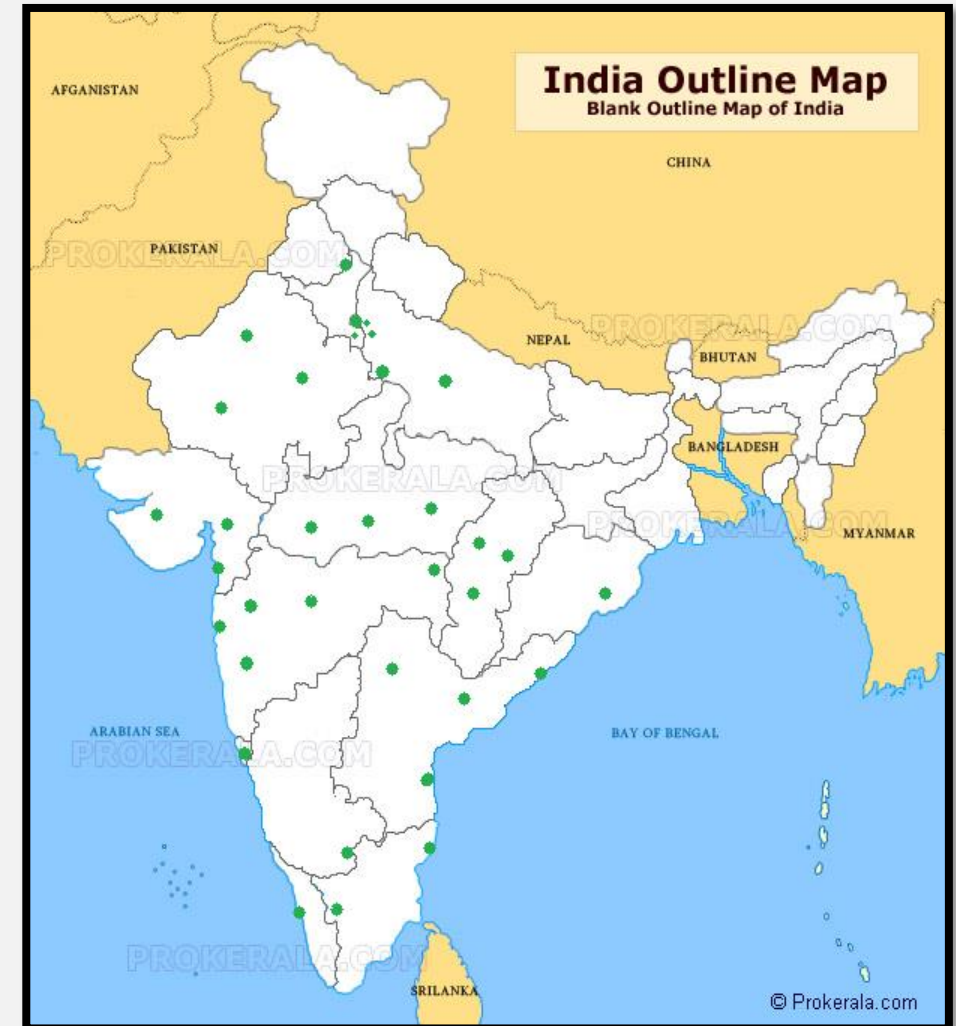 India Outline Map
Blank Outline Map of India
AFGANISTAN
CHINA
PAKISTAN
PROKERALA.COM
NEPAL
PROKERALA.COM
BHUTAN
BANGLADESH
PROKERALA.COM
PROKERALA.COM
MYANMAR
ARABIAN SEA
BAY OF BENGAL
PROKERALA.COM
PROKERALA.COM
SRILANKA
© Prokerala.com